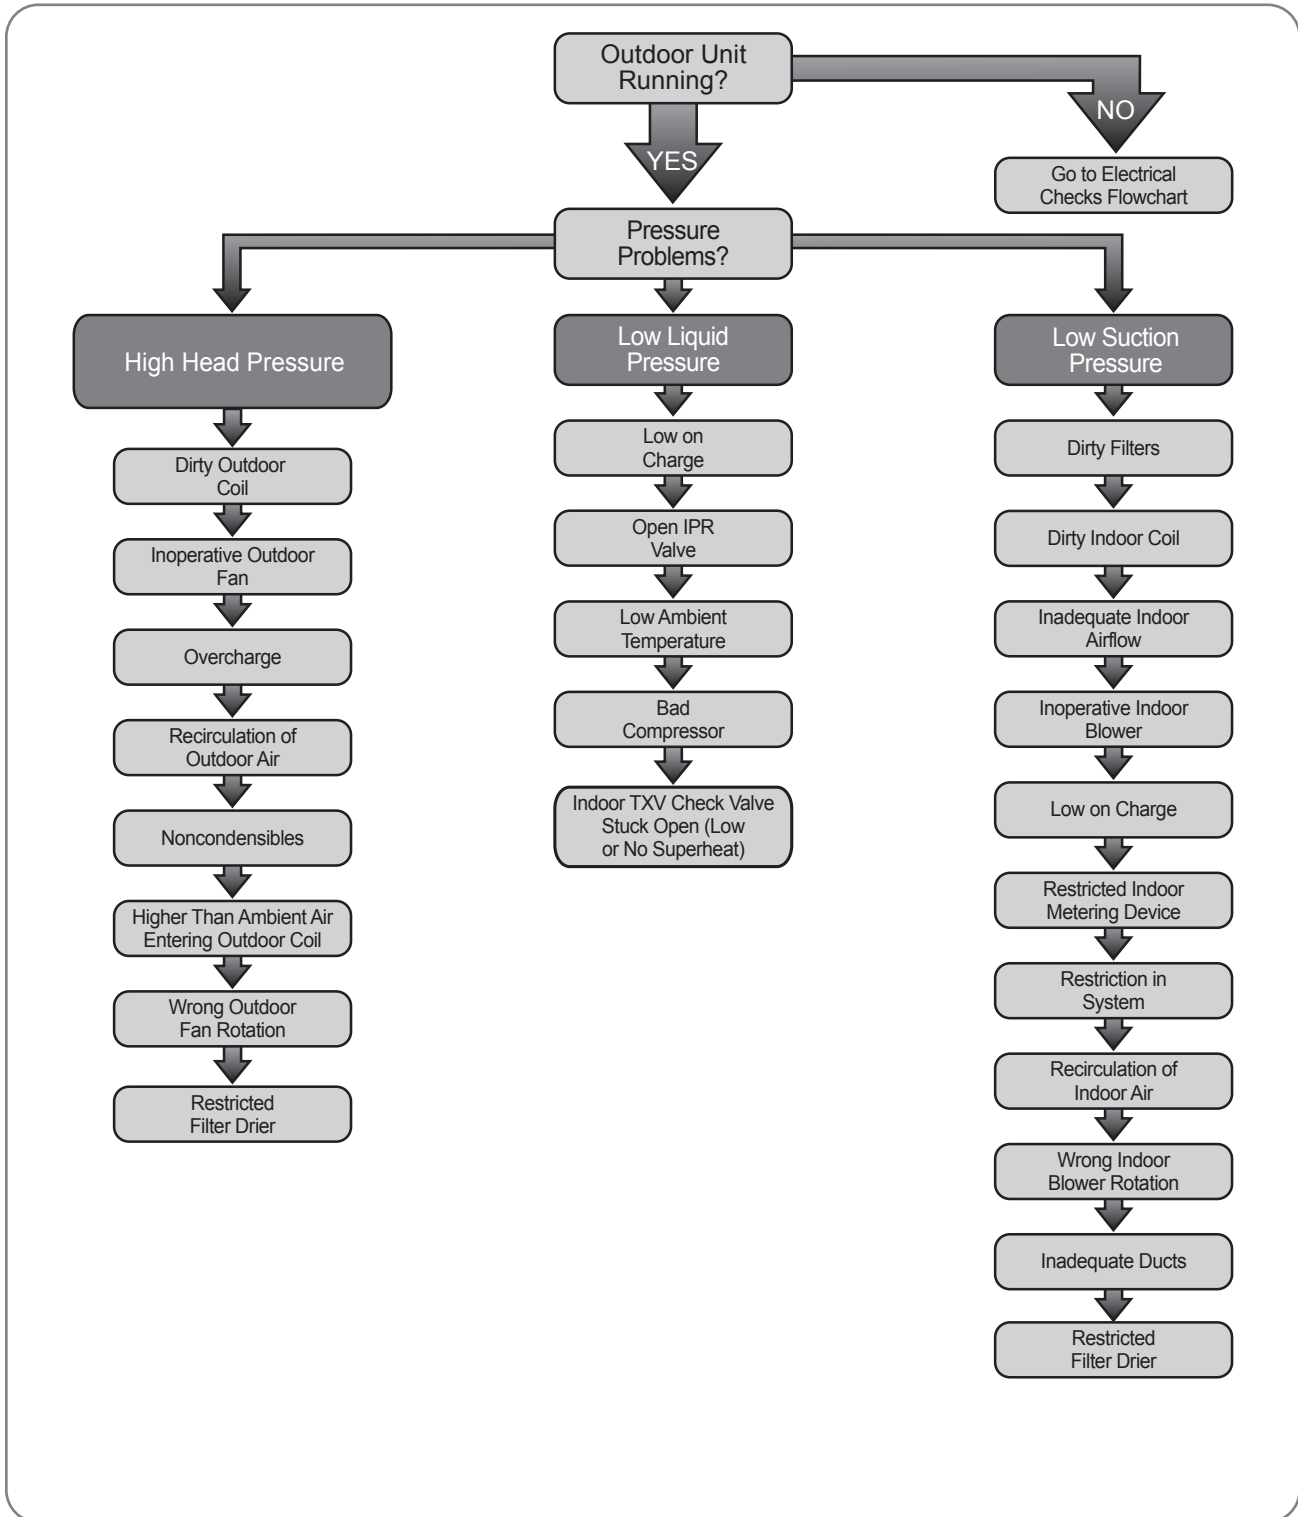 Outdoor Unit
Running?
NO
YES
Go to Electrical
Checks Flowchart
Pressure
Problems?
High Head Pressure
Dirty Outdoor
Coil
Inoperative Outdoor
Fan
Overcharge
Recirculation of
Outdoor Air
Noncondensibles
Higher Than Ambient Air
Entering Outdoor Coil
Wrong Outdoor
Fan Rotation
Restricted
Filter Drier
Low Liquid
Pressure
Low on
Charge
Open IPR
Valve
Low Ambient
Temperature
Bad
Compressor
Indoor TXV Check Valve
Stuck Open (Low
or No Superheat)
Low Suction
Pressure
Dirty Filters
Dirty Indoor Coil
Inadequate Indoor
Airflow
Inoperative Indoor
Blower
Low on Charge
Restricted Indoor
Metering Device
Restriction in
System
Recirculation of
Indoor Air
Wrong Indoor
Blower Rotation
Inadequate Ducts
Restricted
Filter Drier